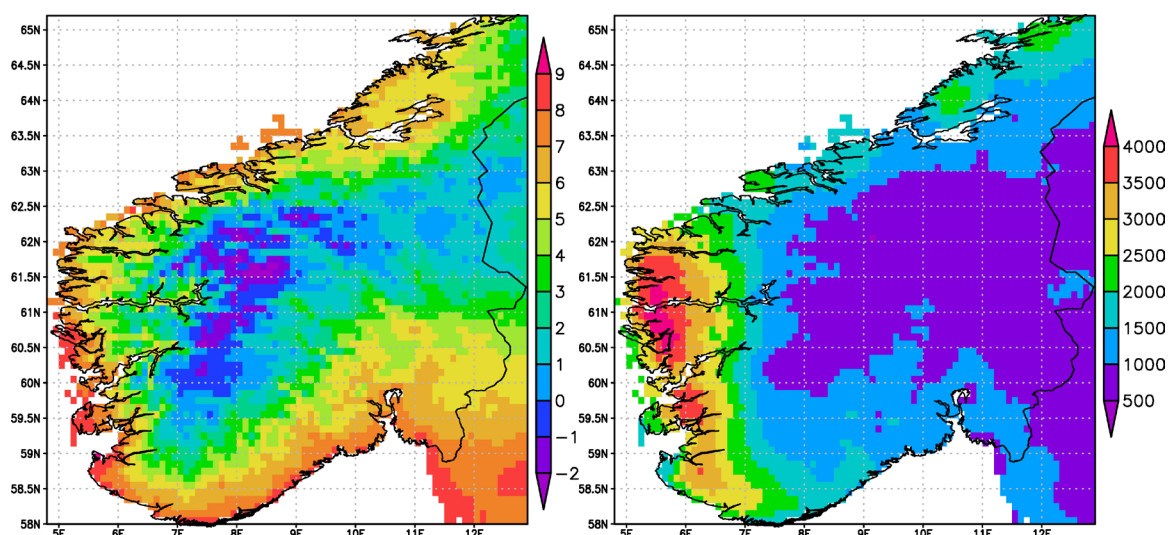 65N
64.5N
64N
63.5N
63N
62.5N
62N
61.5N
61N
60.5N
60N
59.5N
59N
58.5N
58N
5E 6E 7E 8E 9E 10E 11E 12E
9
8
7
6
5
4
3
2
1
0
−1
−2
65N
64.5N
64N
63.5N
63N
62.5N
62N
61.5N
61N
60.5N
60N
59.5N
59N
58.5N
58N
5E 6E 7E 8E 9E 10E 11E 12E
4000
3500
3000
2500
2000
1500
1000
500